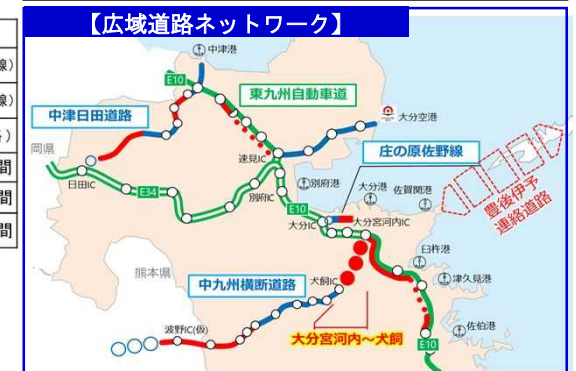 【広域道路ネットワーク】
線）
線）
）
間
間
間
中津港
E10
東九州自動車道
中津日田道路
大分空港
岡県
速見IC
庄の原佐野線
日田IC
E34
別府IC
別府港
大分港
佐賀関港
E10
大分IC
大分宮河内IC
豊後伊予
連絡道路
臼杵港
熊本県
中九州横断道路
犬飼IC
津久見港
波野IC(仮)
大分宮河内～犬飼
佐伯港
E10